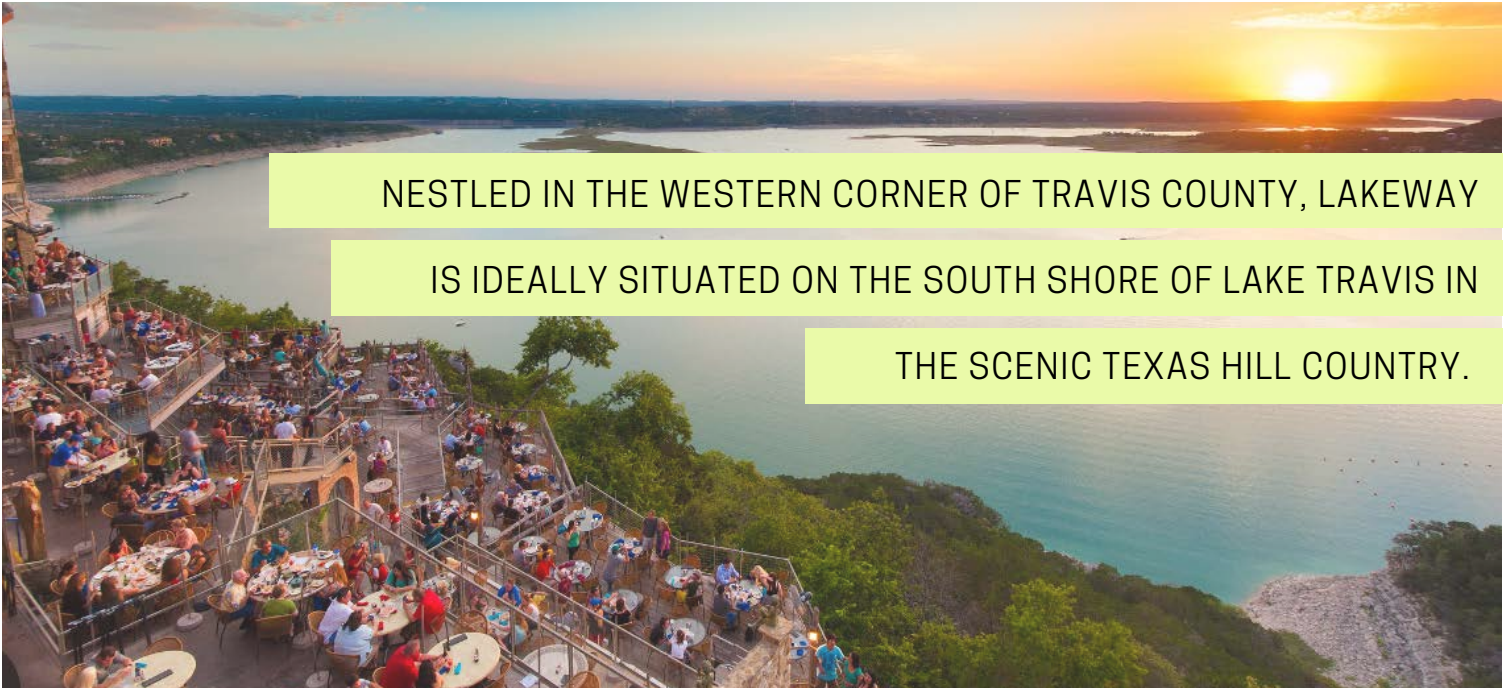 NESTLED IN THE WESTERN CORNER OF TRAVIS COUNTY, LAKEWAY
IS IDEALLY SITUATED ON THE SOUTH SHORE OF LAKE TRAVIS IN
THE SCENIC TEXAS HILL COUNTRY.